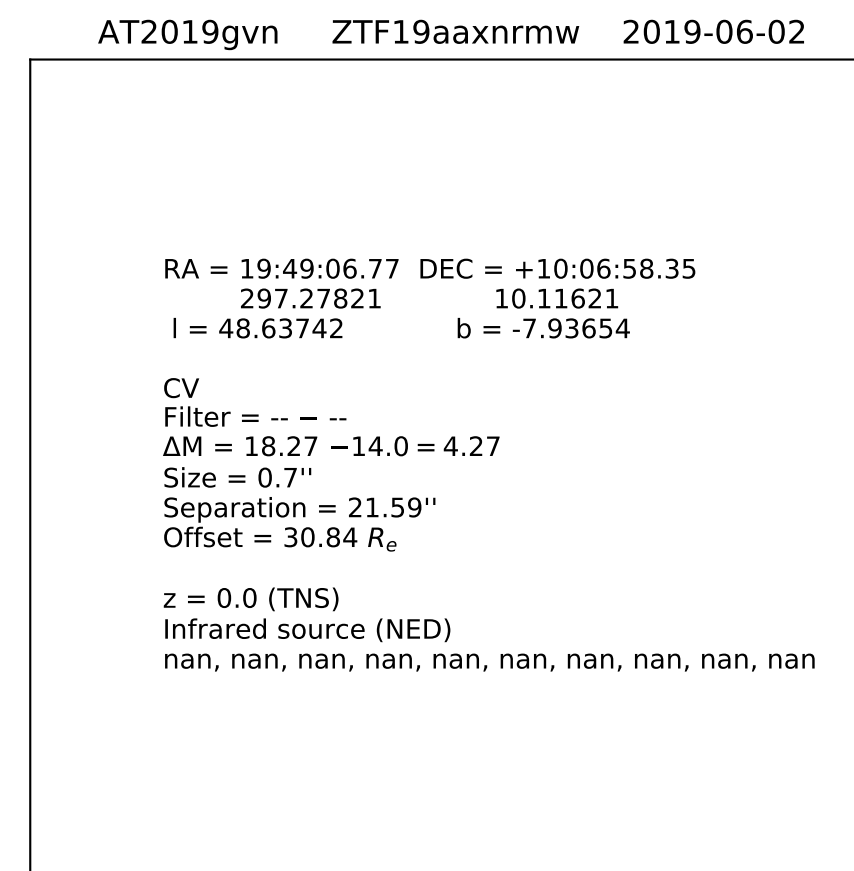 AT2019gvn ZTF19aaxnrmw 2019-06-02
RA = 19:49:06.77 DEC = +10:06:58.35
297.27821 10.11621
l = 48.63742 b = -7.93654
CV
Filter = -- − --
ΔM = 18.27 −14.0 = 4.27
Size = 0.7''
Separation = 21.59''
Offset = 30.84 Rₑ
z = 0.0 (TNS)
Infrared source (NED)
nan, nan, nan, nan, nan, nan, nan, nan, nan, nan